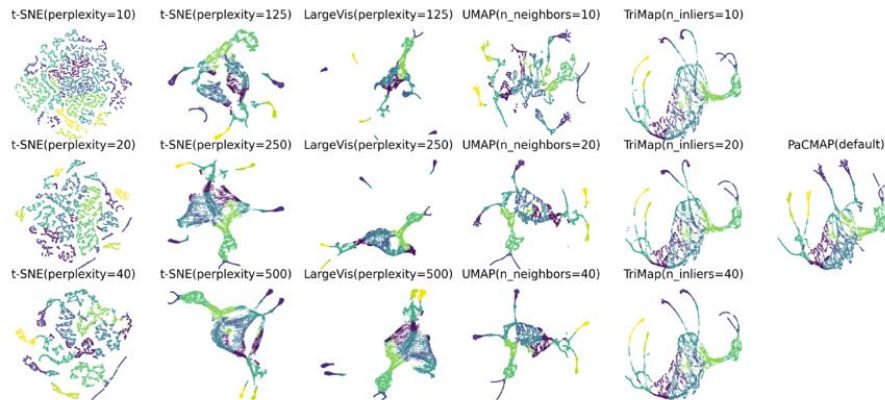 t-SNE(perplexity=10) t-SNE(perplexity=125) LargeVis(perplexity=125) UMAP(n_neighbors=10) TriMap(n_inliers=10)
t-SNE(perplexity=20) t-SNE(perplexity=250) LargeVis(perplexity=250) UMAP(n_neighbors=20) TriMap(n_inliers=20) PaCMAP(default)
t-SNE(perplexity=40) t-SNE(perplexity=500) LargeVis(perplexity=500) UMAP(n_neighbors=40) TriMap(n_inliers=40)